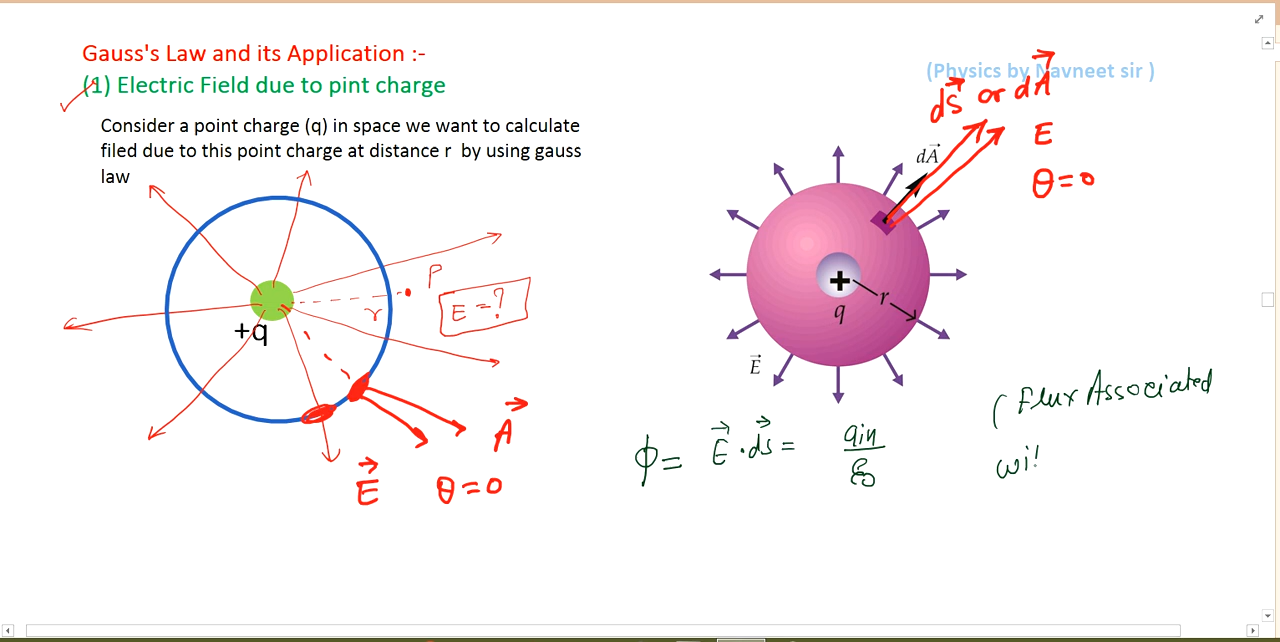 Gauss's Law and its Application :-
(1) Electric Field due to pint charge
(Physics by Navneet sir )
Consider a point charge (q) in space we want to calculate
filed due to this point charge at distance r by using gauss
law
+q
P
r
E = ?
A
E
θ = 0
ds or dA
E
θ = 0
dA
+
q
r
E
ϕ = E . ds = qin
ε0
( Flux Associated
wit